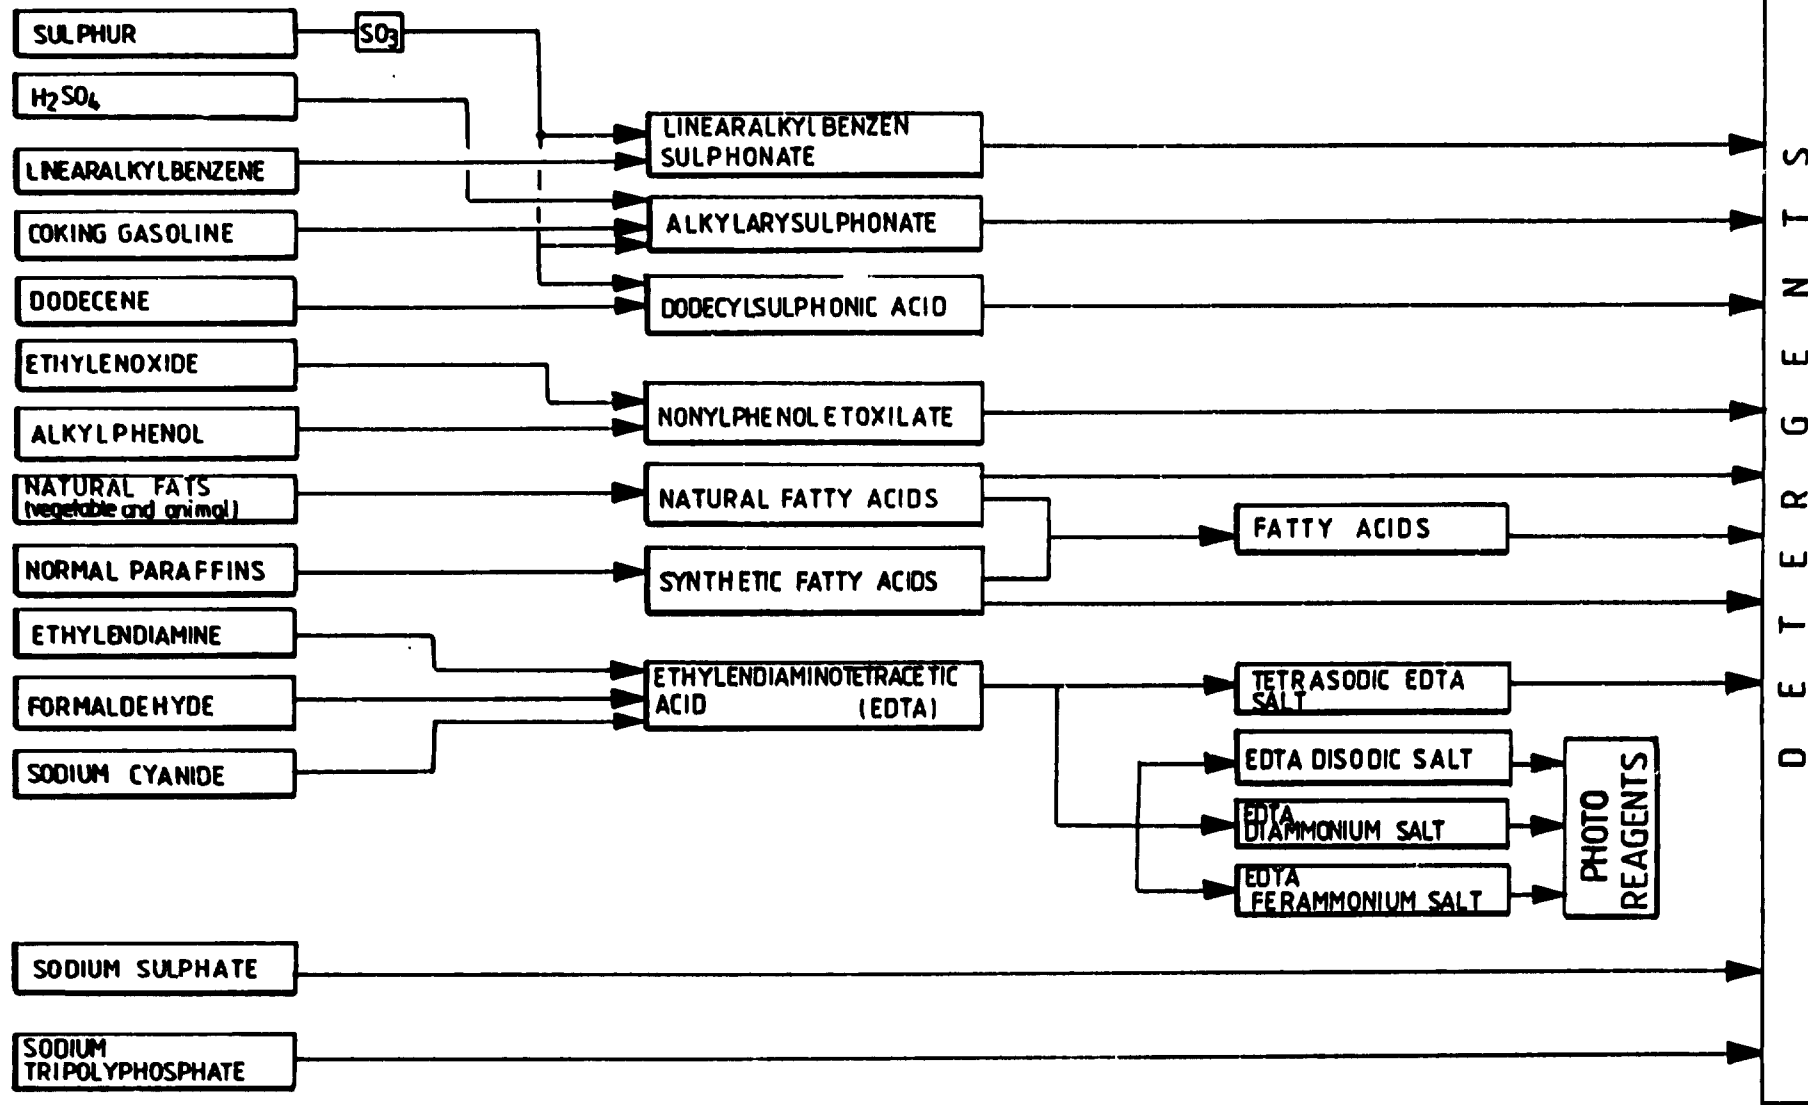 SULPHUR
SO3
H2SO4
LINEARALKYLBENZENE
COKING GASOLINE
DODECENE
ETHYLENOXIDE
ALKYLPHENOL
NATURAL FATS
(vegetable and animal)
NORMAL PARAFFINS
ETHYLENDIAMINE
FORMALDEHYDE
SODIUM CYANIDE
SODIUM SULPHATE
SODIUM
TRIPOLYPHOSPHATE
LINEARALKYLBENZEN
SULPHONATE
ALKYLARYSULPHONATE
DODECYLSULPHONIC ACID
NONYLPHENOLETOXILATE
NATURAL FATTY ACIDS
SYNTHETIC FATTY ACIDS
ETHYLENDIAMINOTETRACETIC
ACID (EDTA)
FATTY ACIDS
TETRASODIC EDTA
SALT
EDTA DISODIC SALT
EDTA
DIAMMONIUM SALT
EDTA
FERAMMONIUM SALT
PHOTO
REAGENTS
DETERGENTS